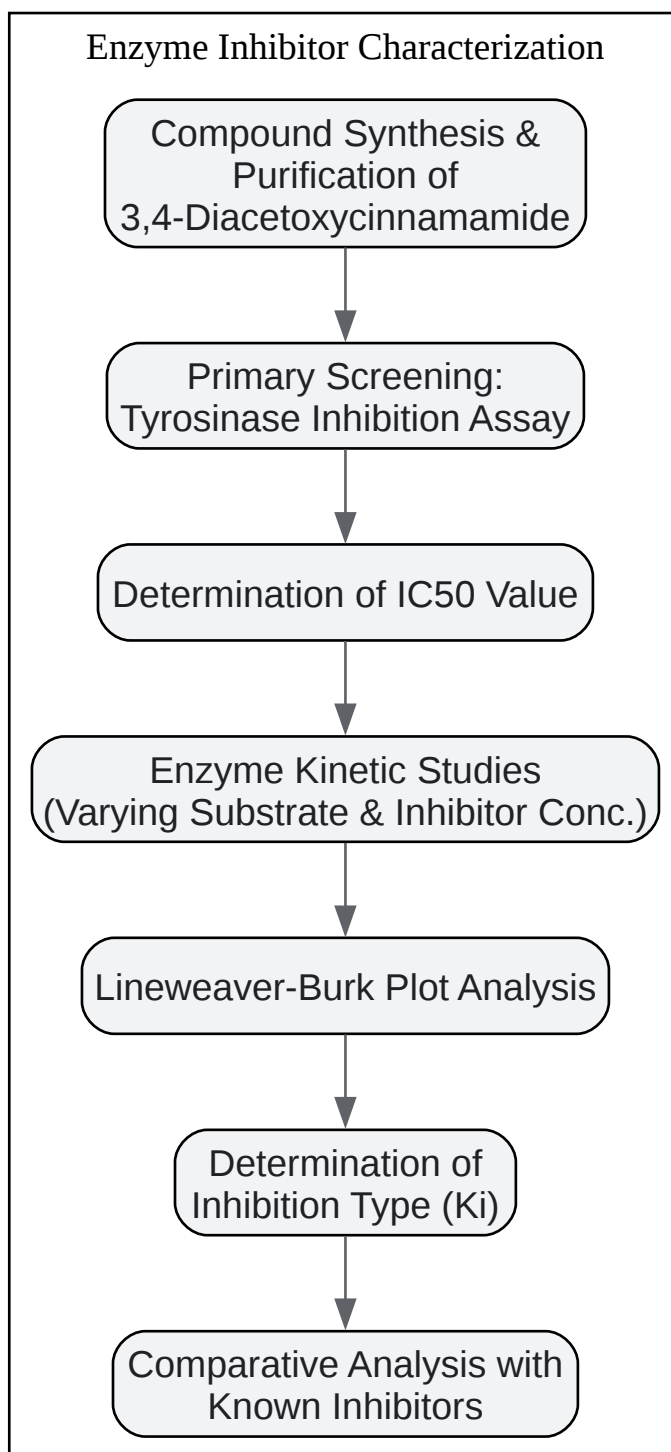 Enzyme Inhibitor Characterization
Compound Synthesis &
Purification of
3,4-Diacetoxycinnamamide
Primary Screening:
Tyrosinase Inhibition Assay
Determination of IC50 Value
Enzyme Kinetic Studies
(Varying Substrate & Inhibitor Conc.)
Lineweaver-Burk Plot Analysis
Determination of
Inhibition Type (Ki)
Comparative Analysis with
Known Inhibitors